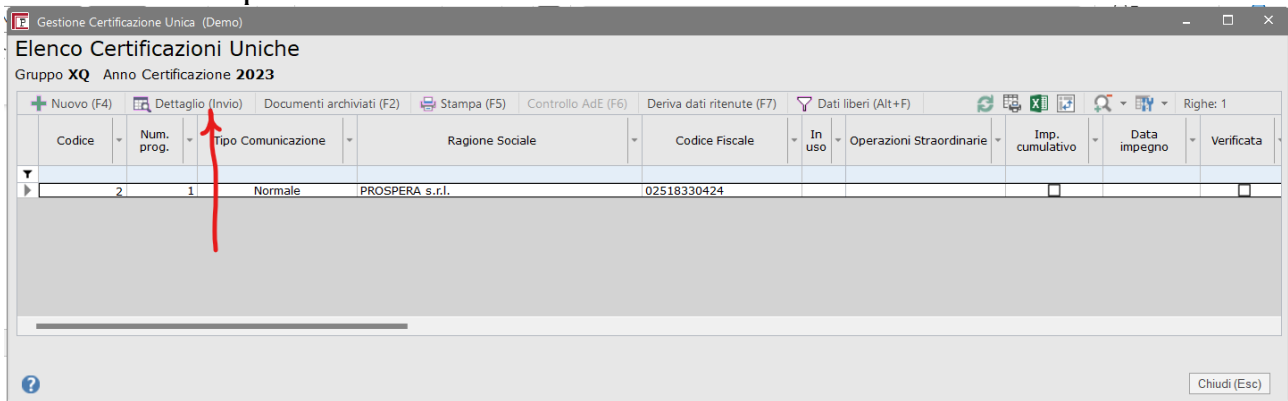 Gestione Certificazione Unica (Demo)
Elenco Certificazioni Uniche
Gruppo XQ Anno Certificazione 2023
Nuovo (F4) Dettaglio (Invio) Documenti archiviati (F2) Stampa (F5) Controllo AdE (F6) Deriva dati ritenute (F7) Dati liberi (Alt+F) Righe: 1
Codice Num. prog. Tipo Comunicazione Ragione Sociale Codice Fiscale In uso Operazioni Straordinarie Imp. cumulativo Data impegno Verificata
2 1 Normale PROSPERA s.r.l. 02518330424
Chiudi (Esc)